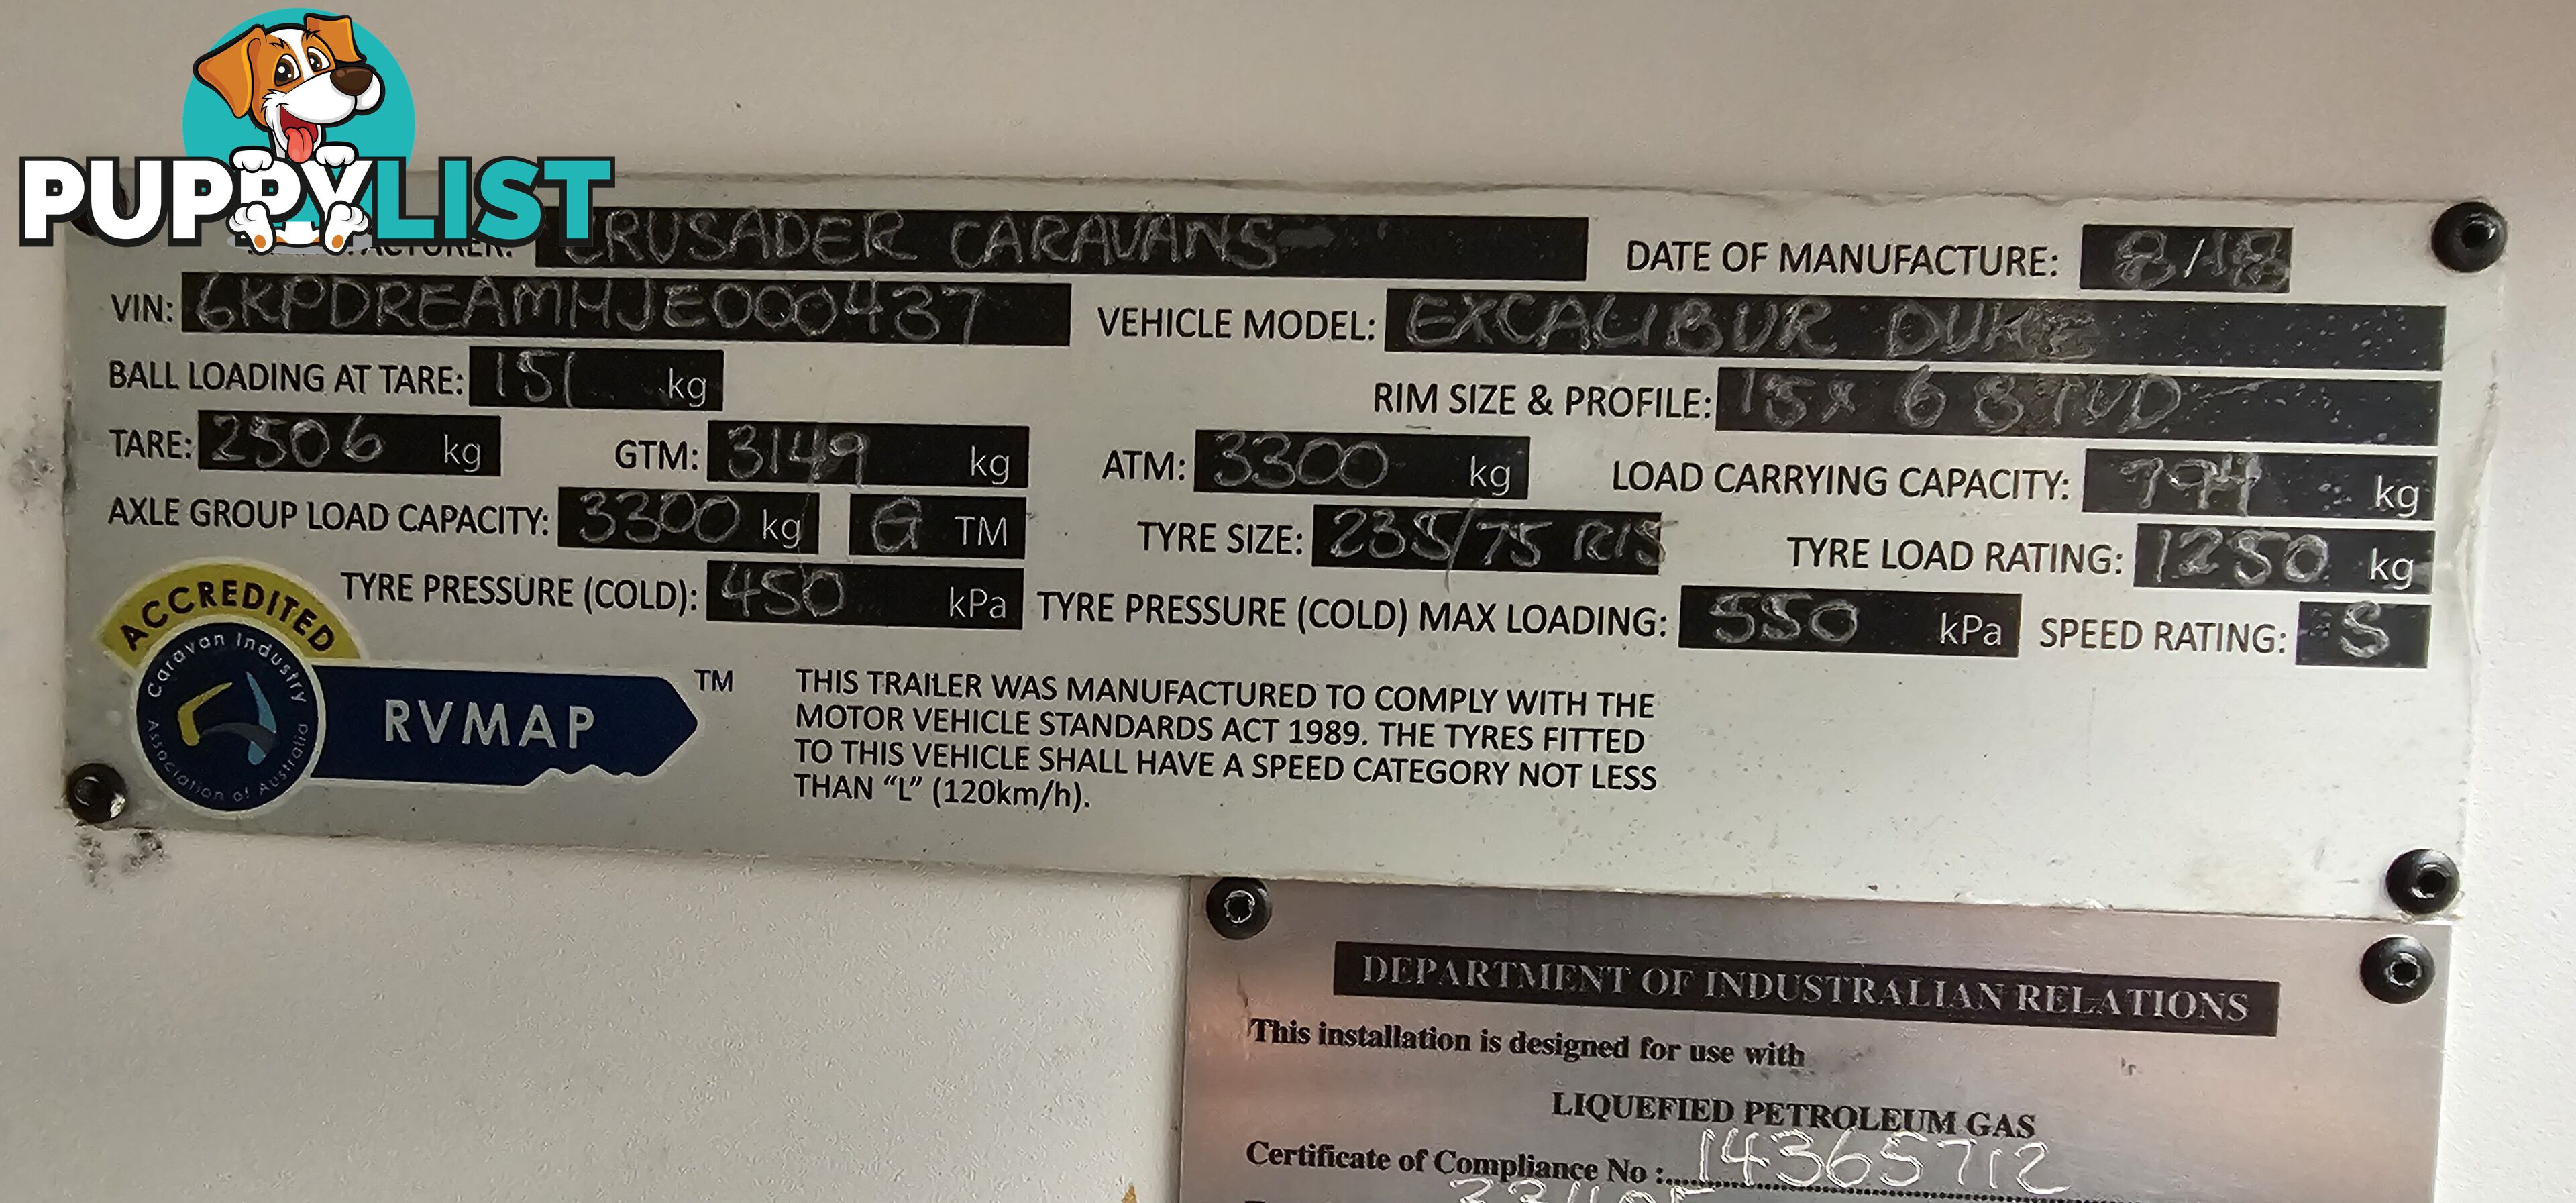 PUPPYLIST
CRUSADER CARAVANS DATE OF MANUFACTURE: 8/18
VIN: 6KPDREAMMJE000437 VEHICLE MODEL: EXCALIBUR DUKE
BALL LOADING AT TARE: 151 kg RIM SIZE & PROFILE: 15x 6 6 STUD
TARE: 2506 kg GTM: 3149 kg ATM: 3300 kg LOAD CARRYING CAPACITY: 794 kg
AXLE GROUP LOAD CAPACITY: 3300 kg G TM TYRE SIZE: 235/75 R15 TYRE LOAD RATING: 1250 kg
TYRE PRESSURE (COLD): 450 kPa TYRE PRESSURE (COLD) MAX LOADING: 550 kPa SPEED RATING: S
ACCREDITED
Caravan Industry Association of Australia
RVMAP TM
THIS TRAILER WAS MANUFACTURED TO COMPLY WITH THE
MOTOR VEHICLE STANDARDS ACT 1989. THE TYRES FITTED
TO THIS VEHICLE SHALL HAVE A SPEED CATEGORY NOT LESS
THAN “L” (120km/h).
DEPARTMENT OF INDUSTRALIAN RELATIONS
This installation is designed for use with
LIQUEFIED PETROLEUM GAS
Certificate of Compliance No :..14365712